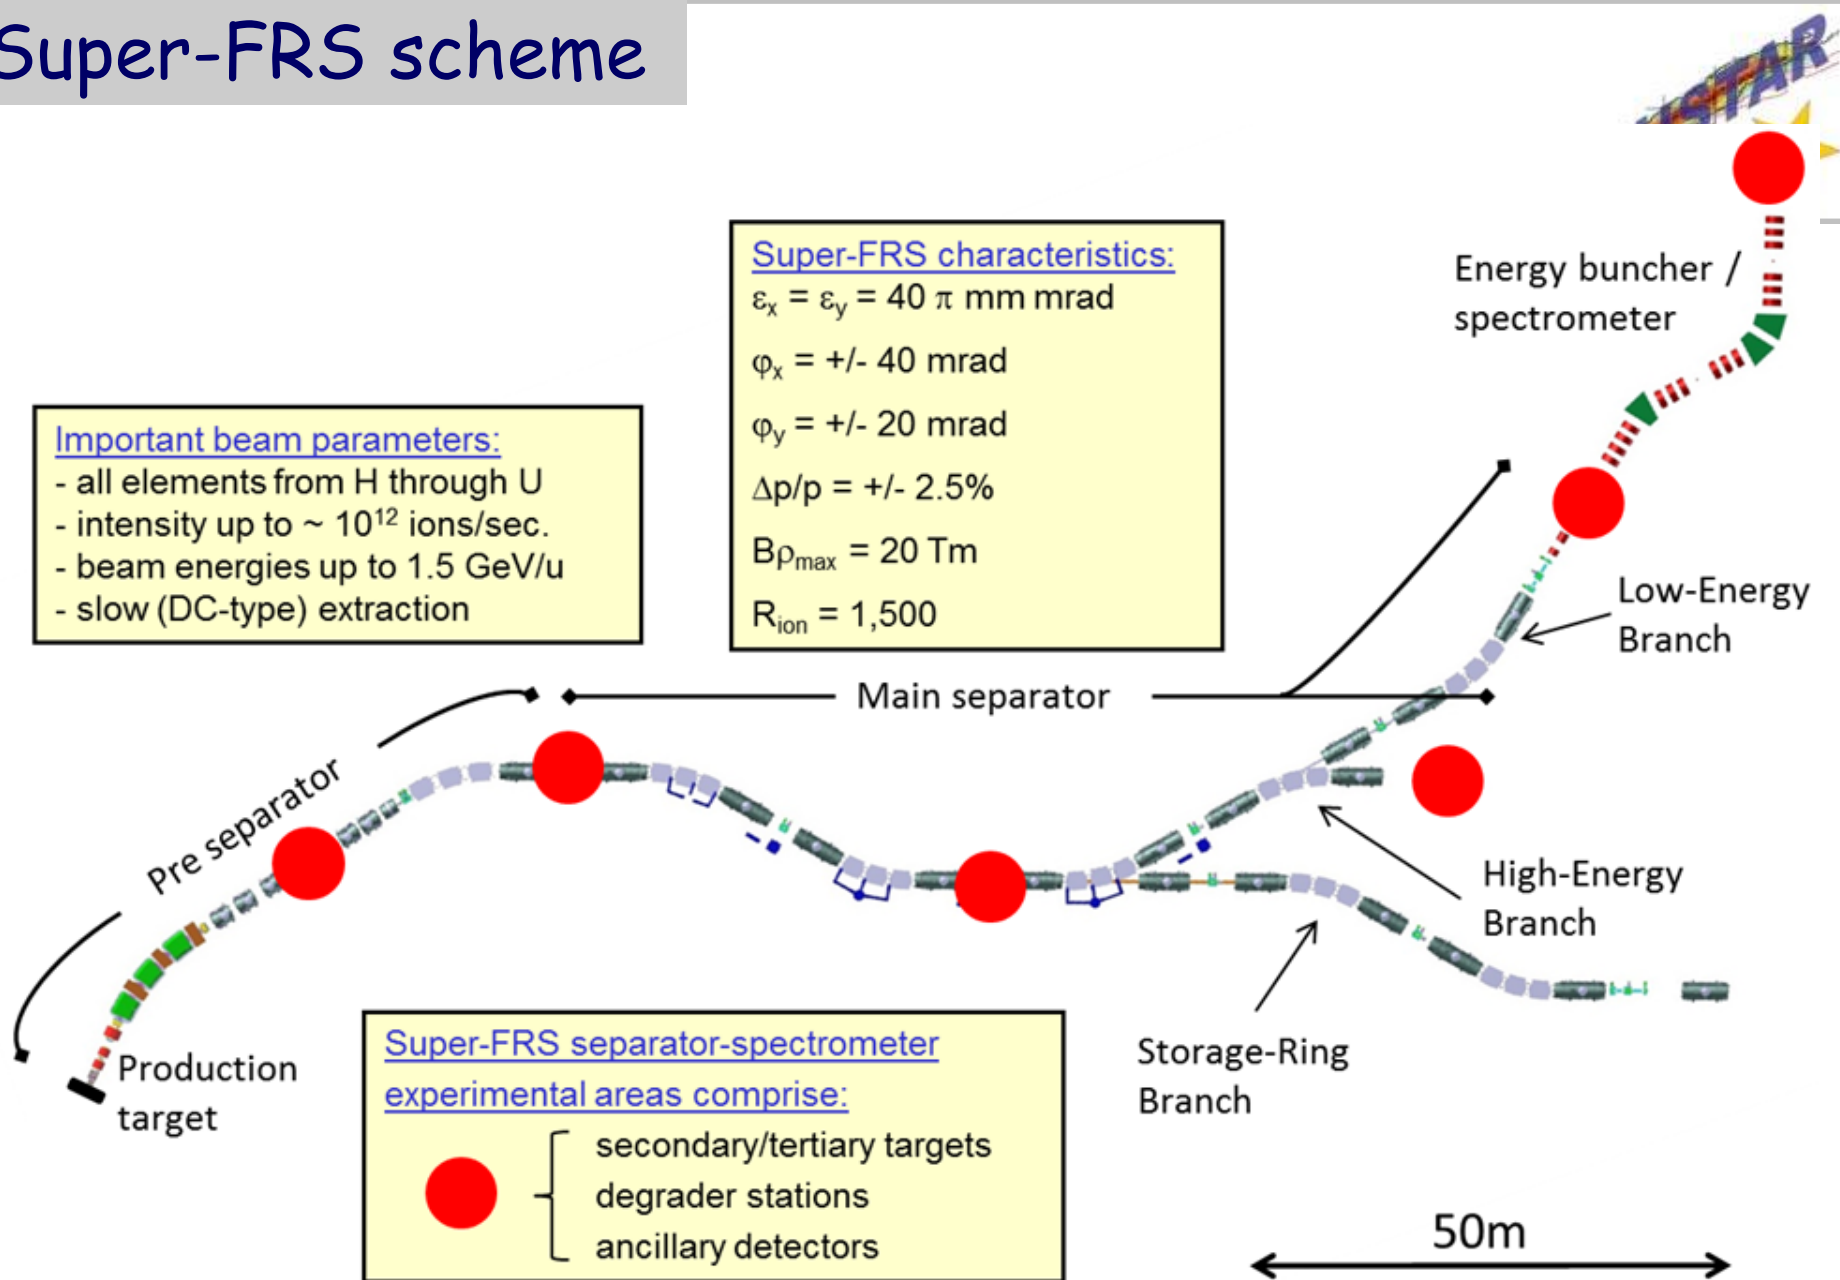 Super-FRS scheme
Super-FRS characteristics:
εx = εy = 40 π mm mrad
φx = +/- 40 mrad
φy = +/- 20 mrad
Δp/p = +/- 2.5%
Bρmax = 20 Tm
Rion = 1,500
Energy buncher /
spectrometer
Important beam parameters:
- all elements from H through U
- intensity up to ~ 10¹² ions/sec.
- beam energies up to 1.5 GeV/u
- slow (DC-type) extraction
Low-Energy
Branch
Main separator
Pre separator
High-Energy
Branch
Production
target
Storage-Ring
Branch
Super-FRS separator-spectrometer
experimental areas comprise:
secondary/tertiary targets
degrader stations
ancillary detectors
50m